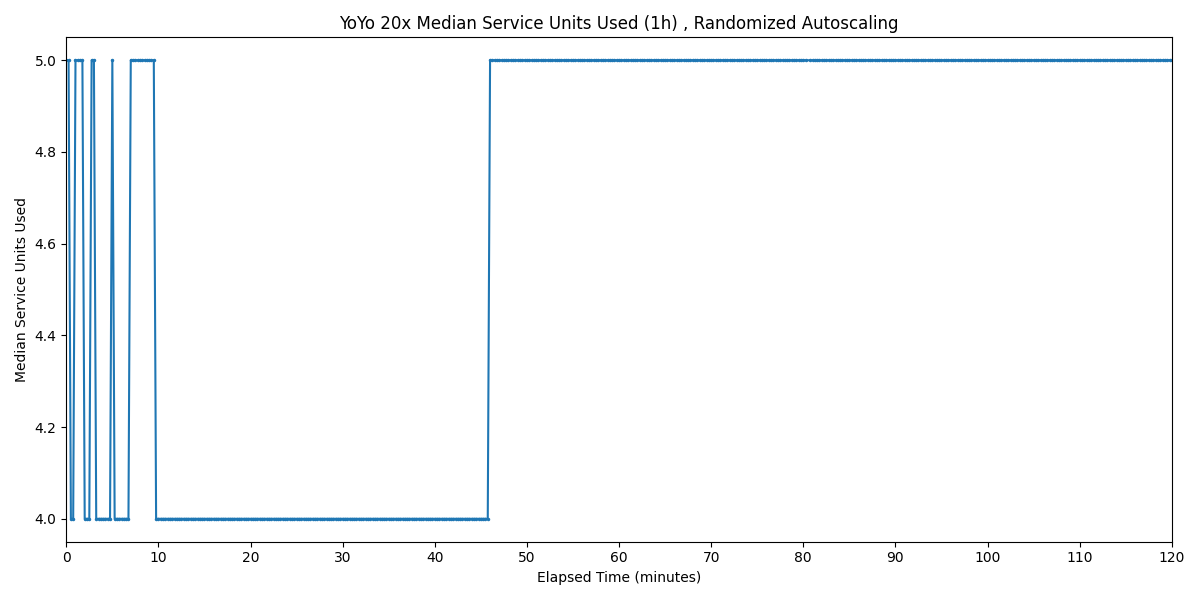 YoYo 20x Median Service Units Used (1h) , Randomized Autoscaling
Median Service Units Used
5.0
4.8
4.6
4.4
4.2
4.0
0 10 20 30 40 50 60 70 80 90 100 110 120
Elapsed Time (minutes)